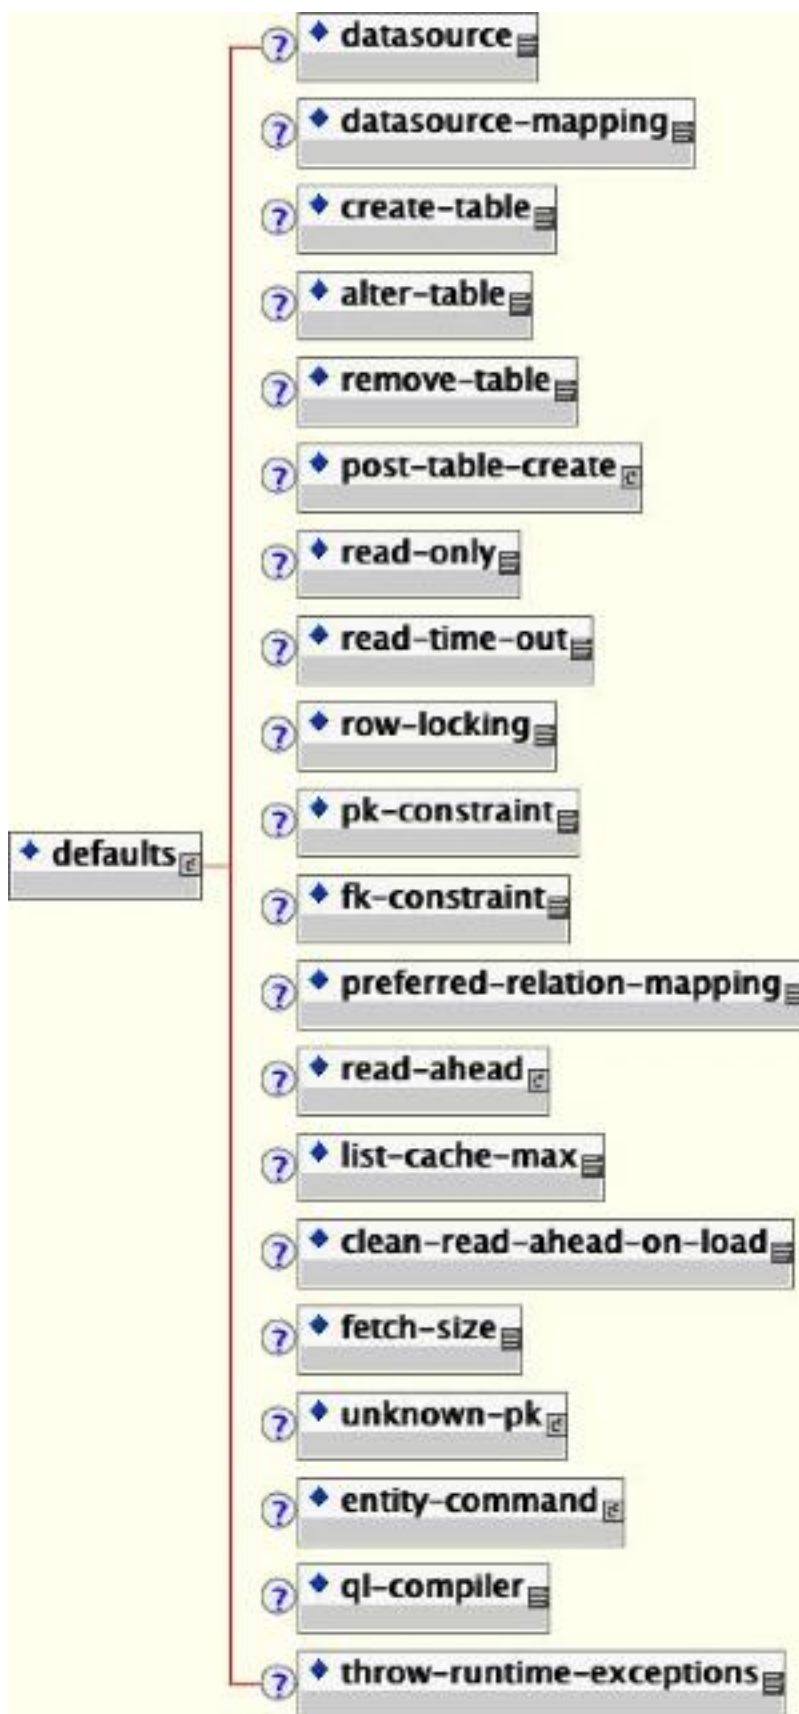 ? datasource
? datasource-mapping
? create-table
? alter-table
? remove-table
? post-table-create
? read-only
? read-time-out
? row-locking
? pk-constraint
defaults
? fk-constraint
? preferred-relation-mapping
? read-ahead
? list-cache-max
? clean-read-ahead-on-load
? fetch-size
? unknown-pk
? entity-command
? ql-compiler
? throw-runtime-exceptions